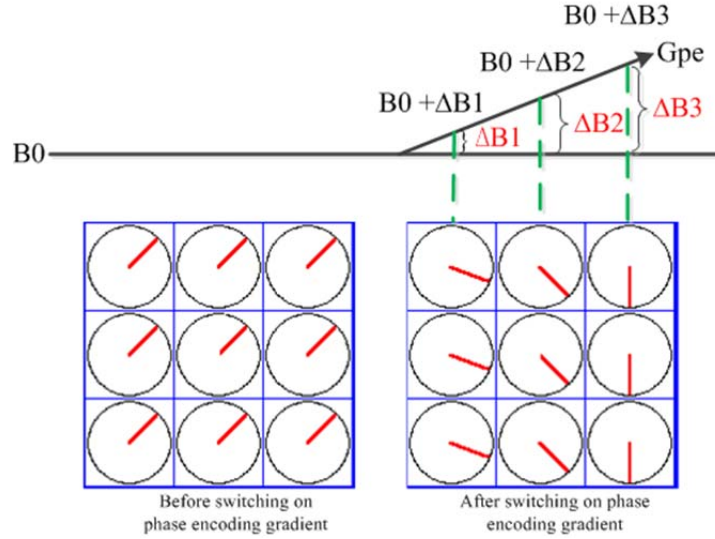 B0 +ΔB3
Gpe
B0 +ΔB2
B0 +ΔB1
ΔB3
ΔB2
ΔB1
B0
Before switching on
phase encoding gradient
After switching on phase
encoding gradient